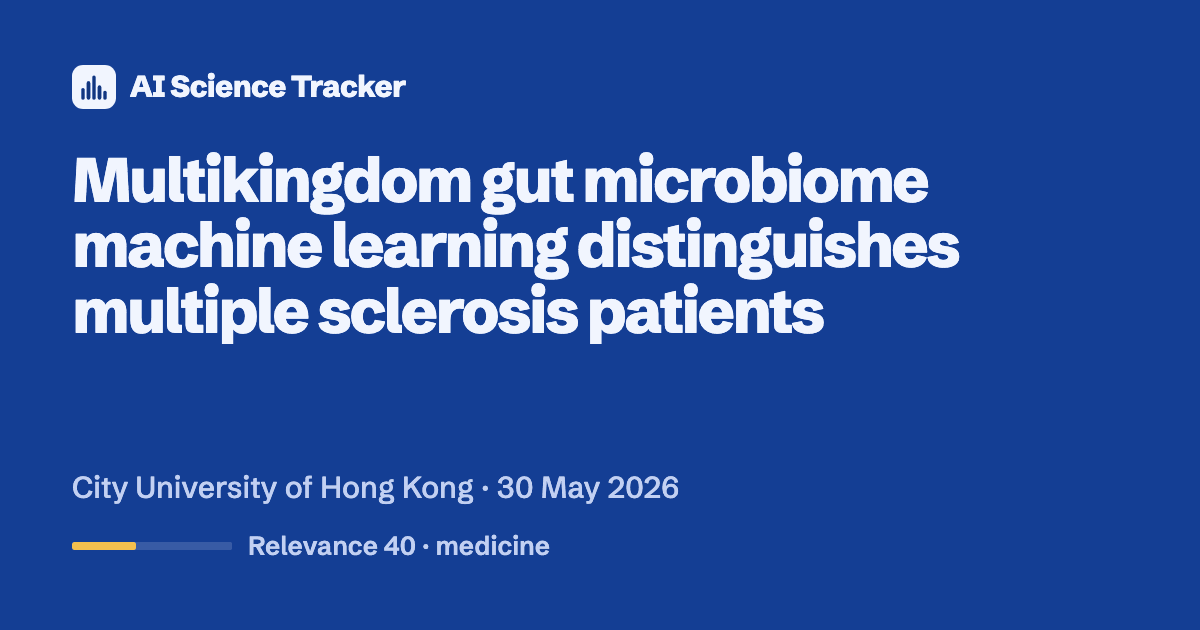 AI Science Tracker
Multikingdom gut microbiome
machine learning distinguishes
multiple sclerosis patients
City University of Hong Kong · 30 May 2026
Relevance 40 · medicine